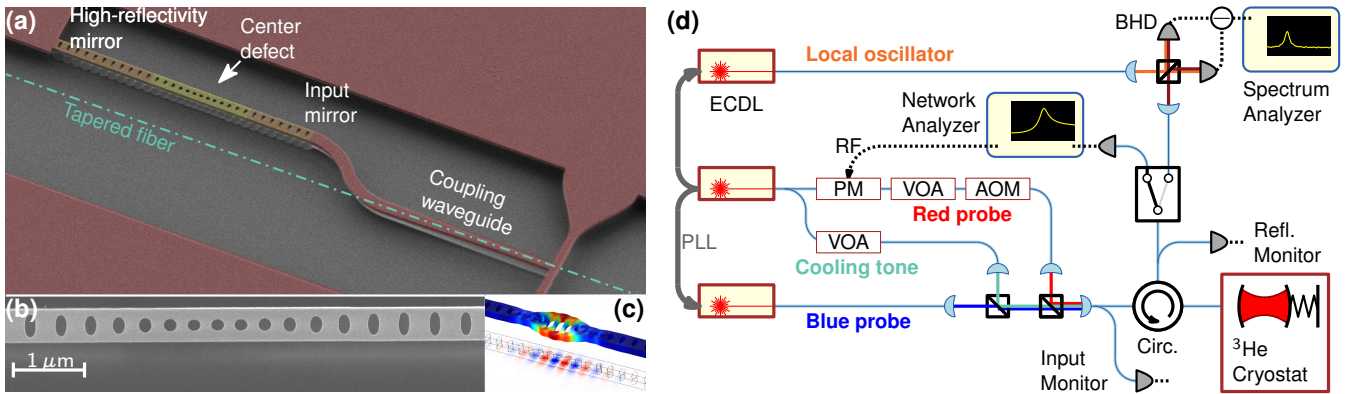 (a)
High-reflectivity
mirror
Center
defect
Input
mirror
Tapered fiber
Coupling
waveguide
(b)
1 μm
(c)
(d)
ECDL
Local oscillator
BHD
Spectrum
Analyzer
Network
Analyzer
RF
PM
VOA
AOM
Red probe
PLL
VOA
Cooling tone
Blue probe
Refl.
Monitor
Circ.
Input
Monitor
³He
Cryostat